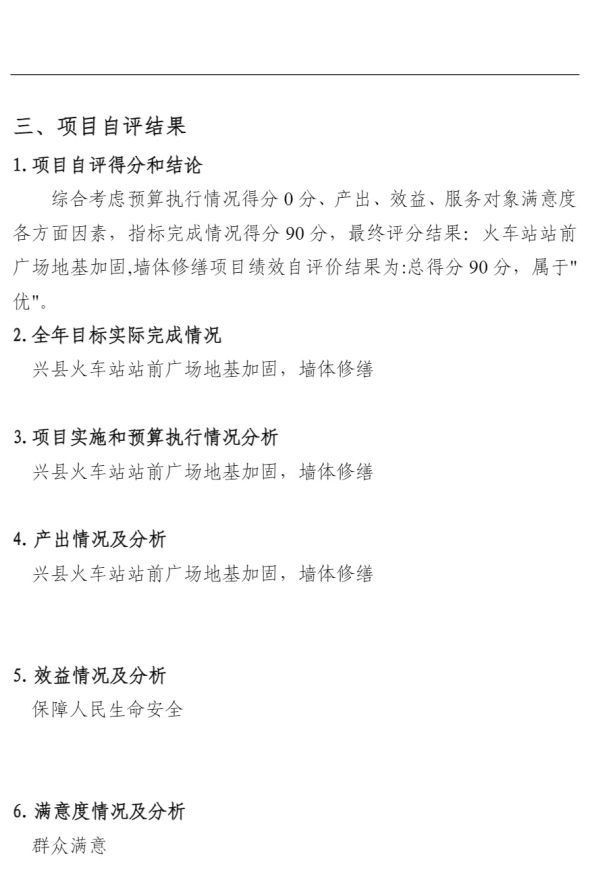 三、项目自评结果
1.项目自评得分和结论
综合考虑预算执行情况得分 0 分、产出、效益、服务对象满意度
各方面因素，指标完成情况得分 90 分，最终评分结果：火车站站前
广场地基加固,墙体修缮项目绩效自评价结果为:总得分 90 分，属于"
优"。
2.全年目标实际完成情况
兴县火车站站前广场地基加固，墙体修缮
3.项目实施和预算执行情况分析
兴县火车站站前广场地基加固，墙体修缮
4.产出情况及分析
兴县火车站站前广场地基加固，墙体修缮
5.效益情况及分析
保障人民生命安全
6.满意度情况及分析
群众满意